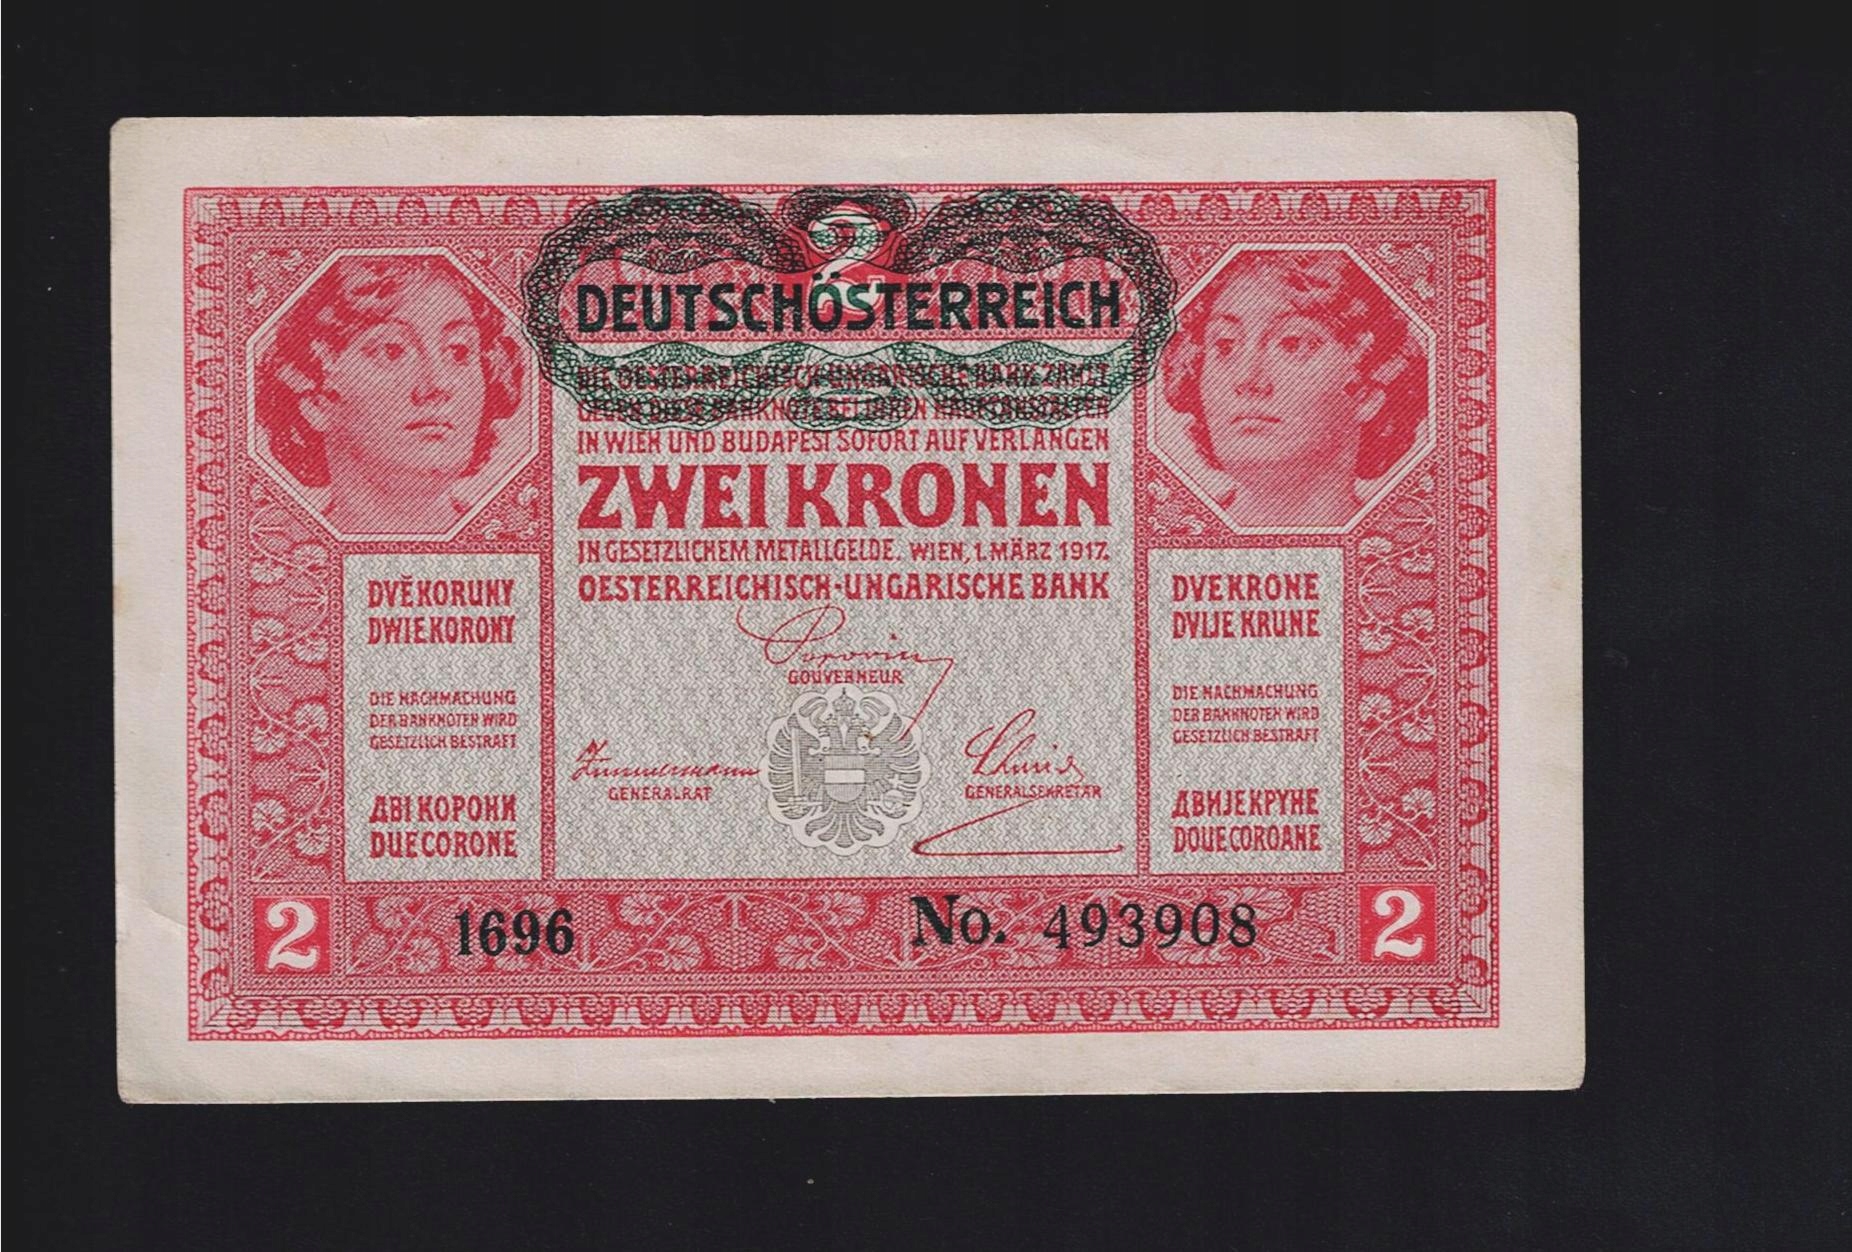 2
DEUTSCHÖSTERREICH
DIE OESTERREICHISCH-UNGARISCHE BANK ZAHLT
GEGEN DIESE BANKNOTE BEI IHREN HAUPTANSTALTEN
IN WIEN UND BUDAPEST SOFORT AUF VERLANGEN
ZWEI KRONEN
IN GESETZLICHEM METALLGELDE. WIEN, 1. MÄRZ 1917.
OESTERREICHISCH-UNGARISCHE BANK
GOUVERNEUR
Zimmermann
GENERALRAT
Schmid
GENERALSEKRETÄR
DVĚ KORUNY
DWIE KORONY
DIE NACHMACHUNG
DER BANKNOTEN WIRD
GESETZLICH BESTRAFT
ДВІ КОРОНИ
DUE CORONE
DVE KRONE
DVIJE KRUNE
DIE NACHMACHUNG
DER BANKNOTEN WIRD
GESETZLICH BESTRAFT
ДВИЈЕ КРУНЕ
DOUE COROANE
2
1696
No. 493908
2